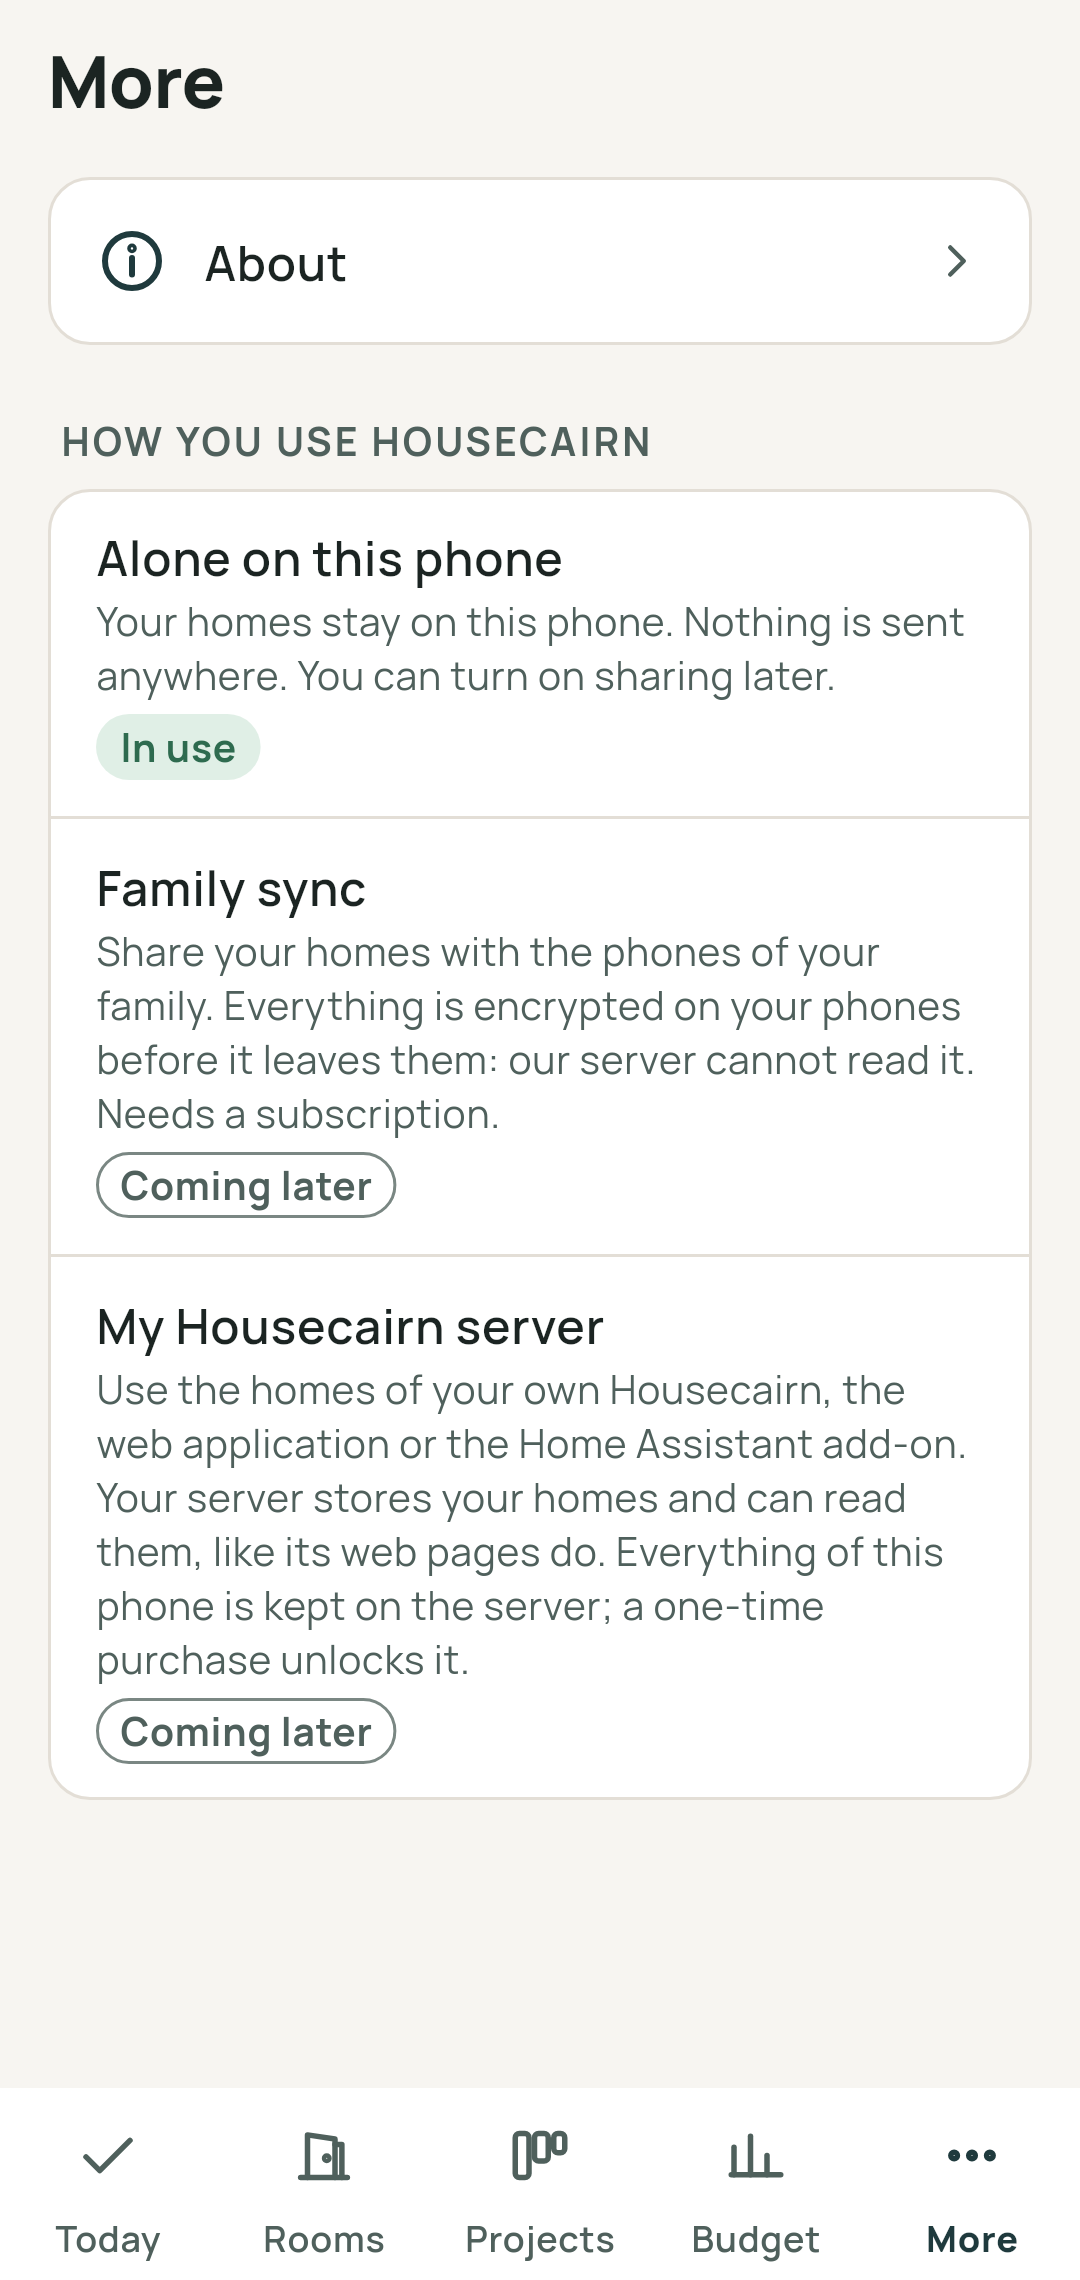 More
About
HOW YOU USE HOUSECAIRN
Alone on this phone
Your homes stay on this phone. Nothing is sent
anywhere. You can turn on sharing later.
In use
Family sync
Share your homes with the phones of your
family. Everything is encrypted on your phones
before it leaves them: our server cannot read it.
Needs a subscription.
Coming later
My Housecairn server
Use the homes of your own Housecairn, the
web application or the Home Assistant add-on.
Your server stores your homes and can read
them, like its web pages do. Everything of this
phone is kept on the server; a one-time
purchase unlocks it.
Coming later
Today
Rooms
Projects
Budget
More